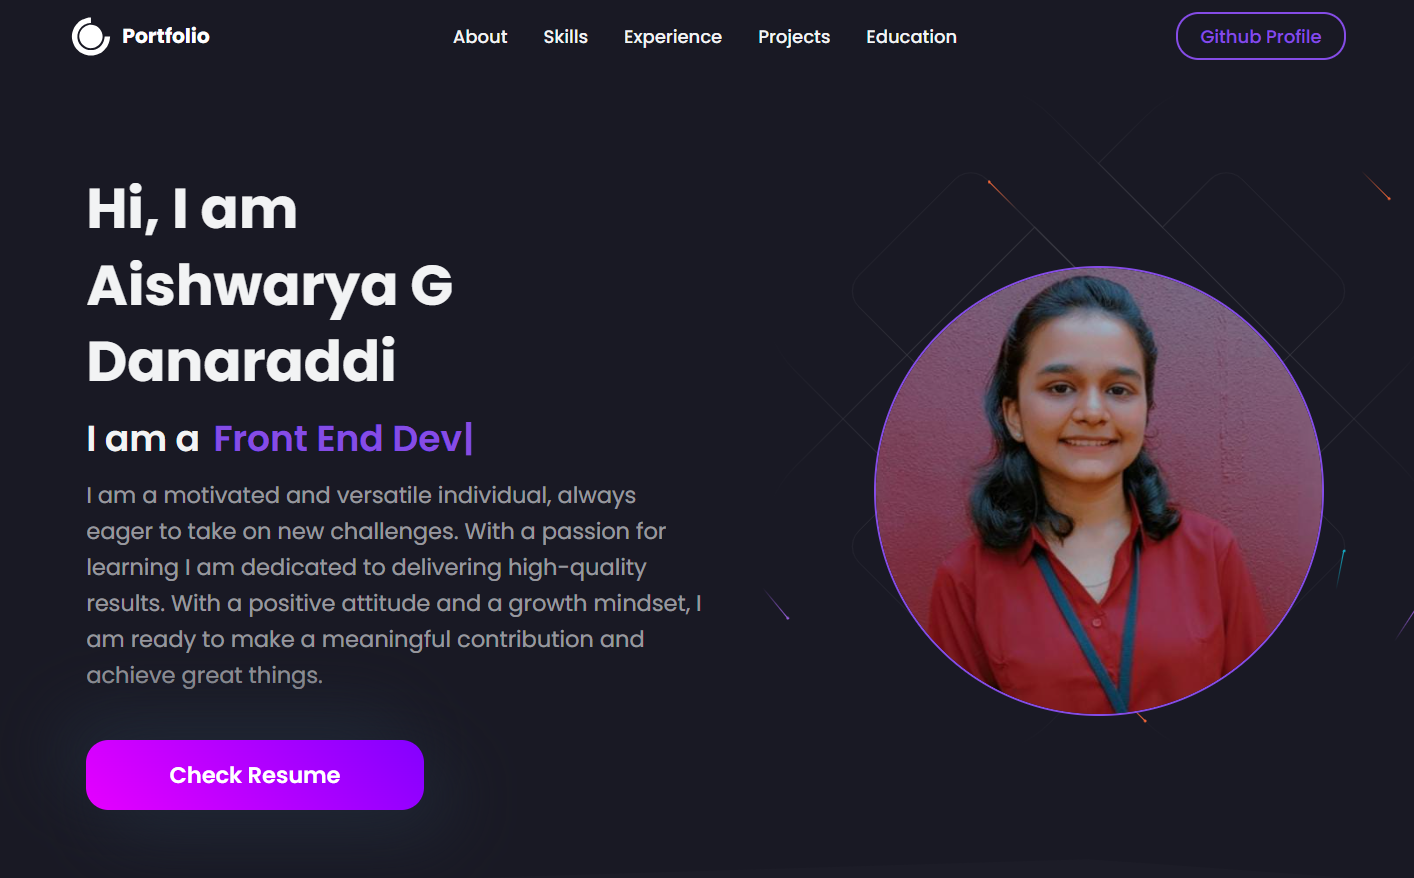 Portfolio
About Skills Experience Projects Education
Github Profile
Hi, I am
Aishwarya G
Danaraddi
I am a Front End Dev|
I am a motivated and versatile individual, always
eager to take on new challenges. With a passion for
learning I am dedicated to delivering high-quality
results. With a positive attitude and a growth mindset, I
am ready to make a meaningful contribution and
achieve great things.
Check Resume